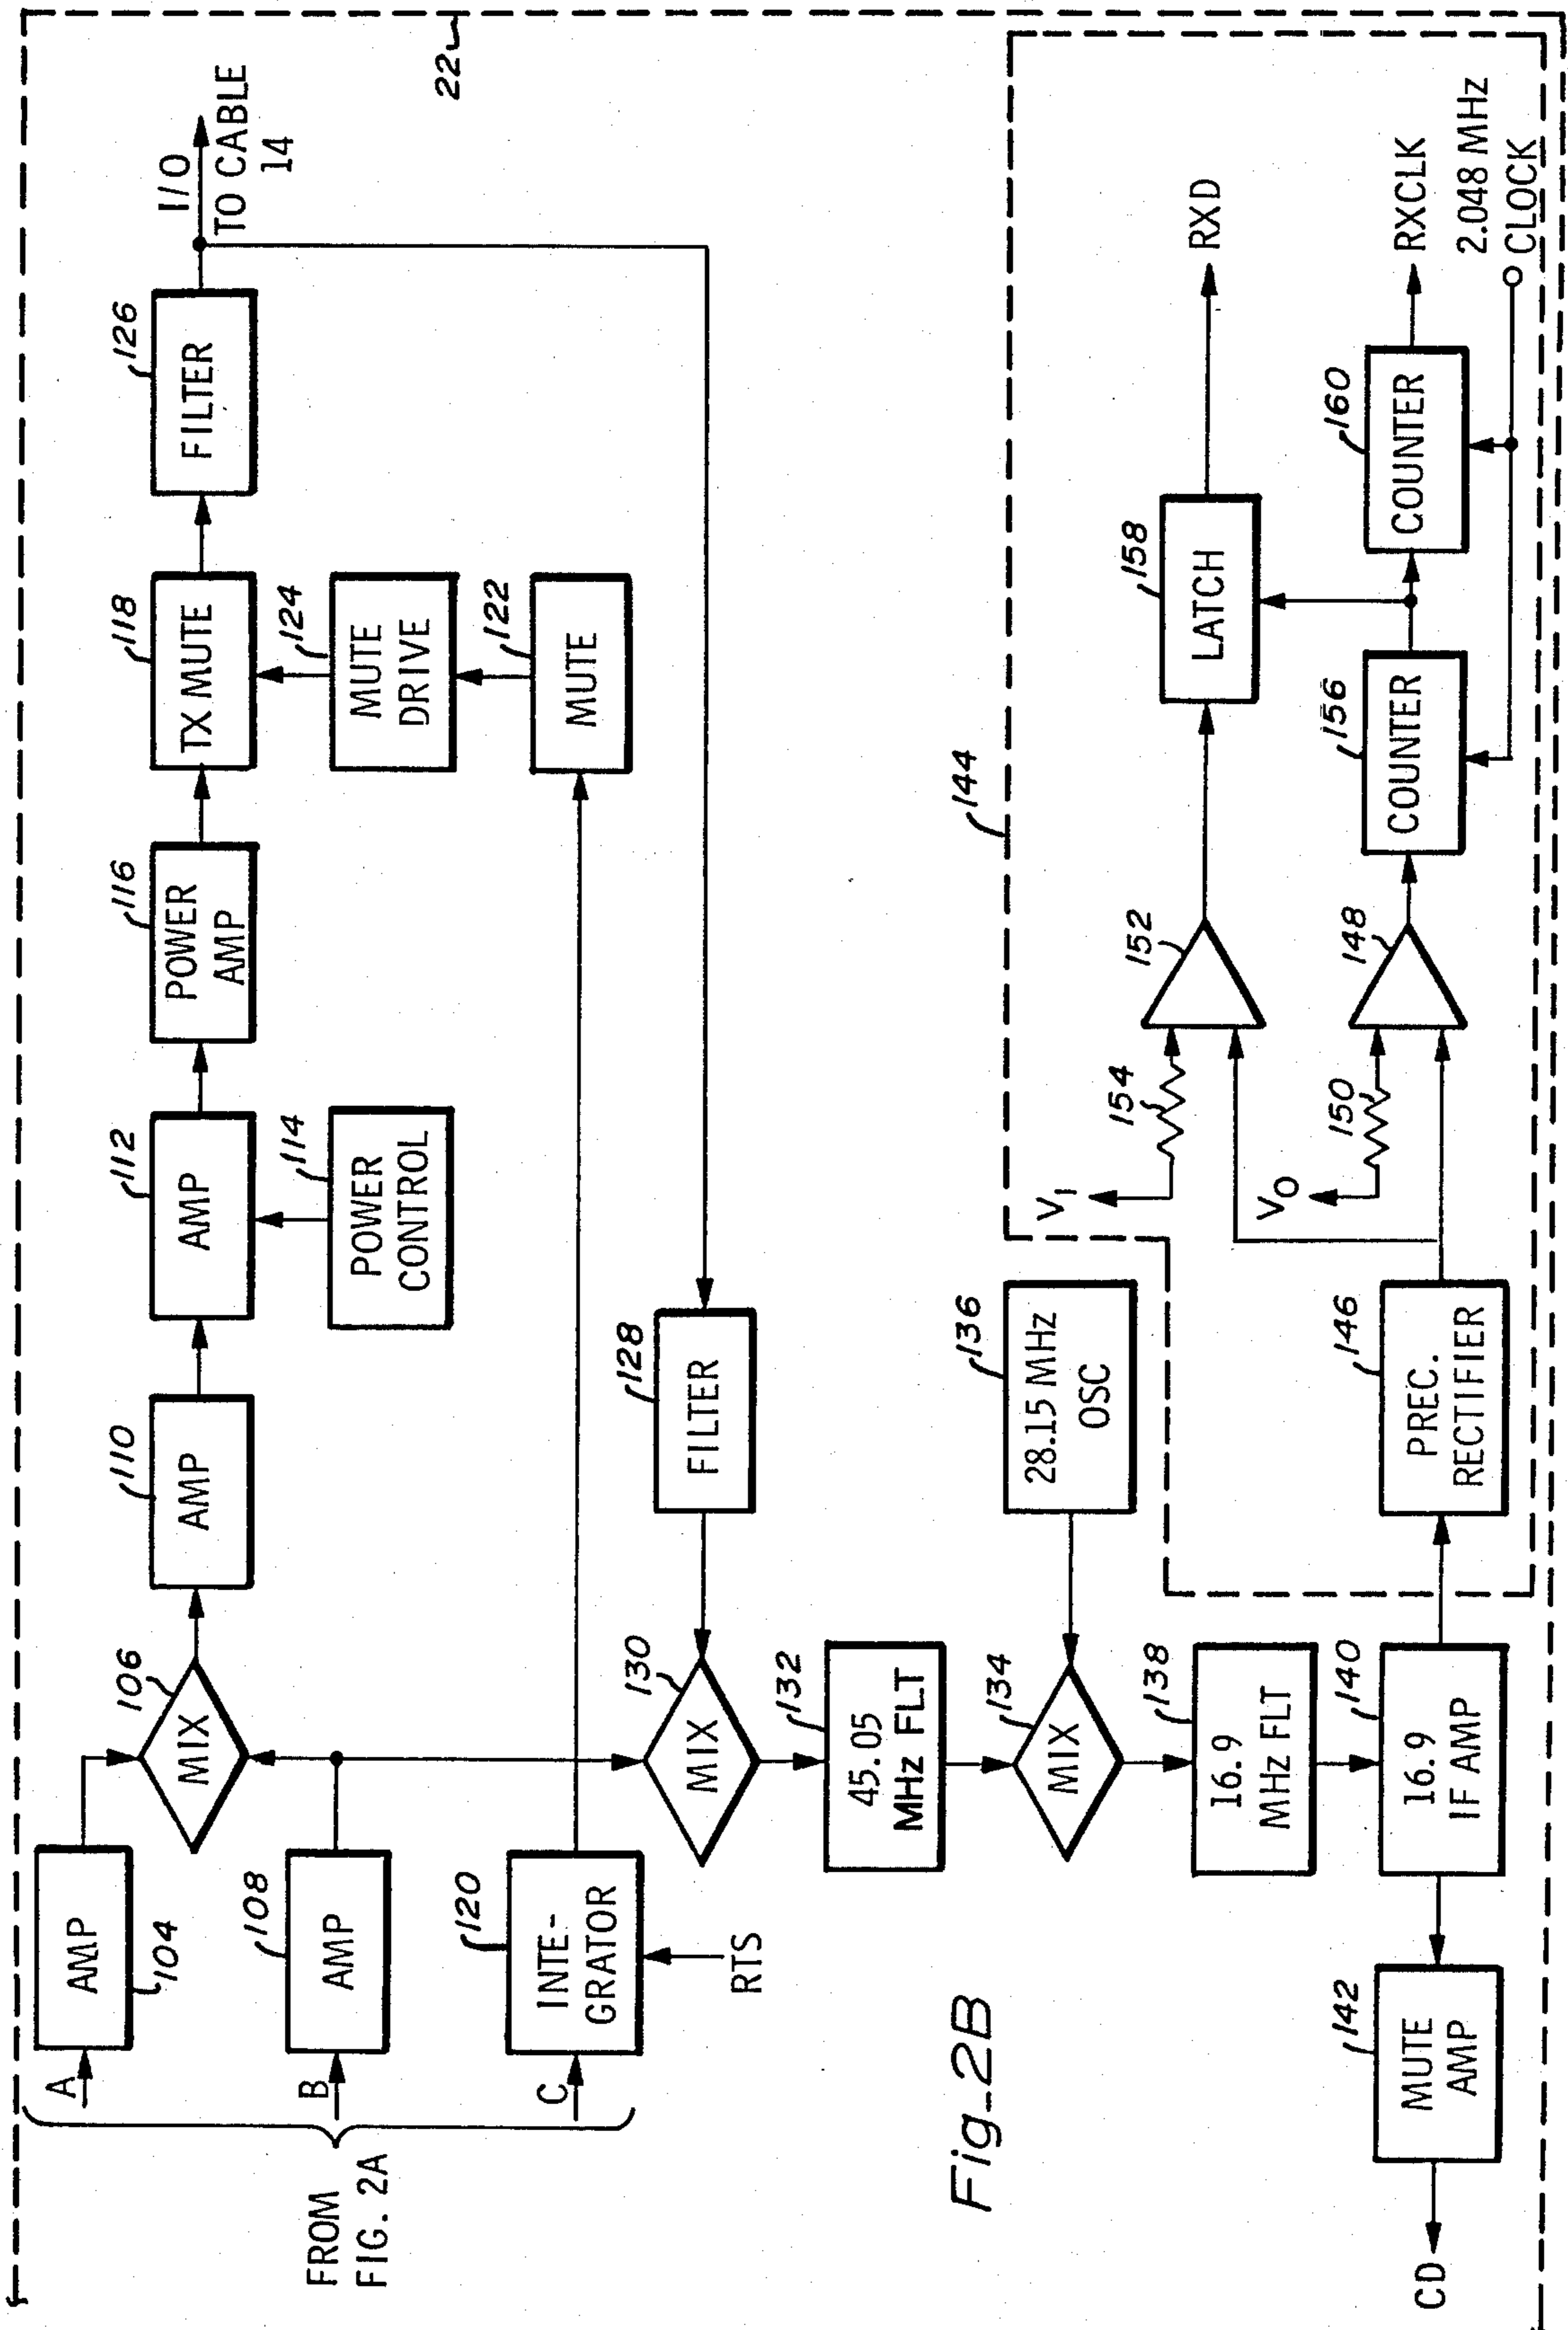 FROM
FIG. 2A
A
B
C
AMP
104
108
AMP
120
INTE-
GRATOR
RTS
106
MIX
110
AMP
112
AMP
114
POWER
CONTROL
116
POWER
AMP
118
TX MUTE
124
MUTE
DRIVE
122
MUTE
126
FILTER
I/O
TO CABLE
14
22
128
FILTER
130
MIX
132
45.05
MHz FLT
134
MIX
136
28.15 MHz
OSC
138
16.9
MHz FLT
140
16.9
IF AMP
142
MUTE
AMP
CD
144
146
PREC.
RECTIFIER
V1
154
152
V0
150
148
156
COUNTER
158
LATCH
RXD
160
COUNTER
RXCLK
2.048 MHz
CLOCK
Fig_2B